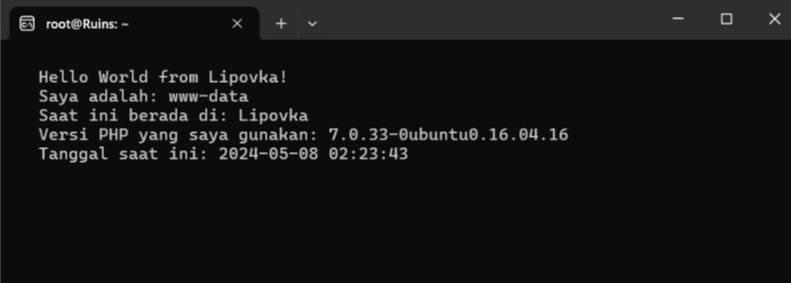 root@Ruins: ~
Hello World from Lipovka!
Saya adalah: www-data
Saat ini berada di: Lipovka
Versi PHP yang saya gunakan: 7.0.33-0ubuntu0.16.04.16
Tanggal saat ini: 2024-05-08 02:23:43